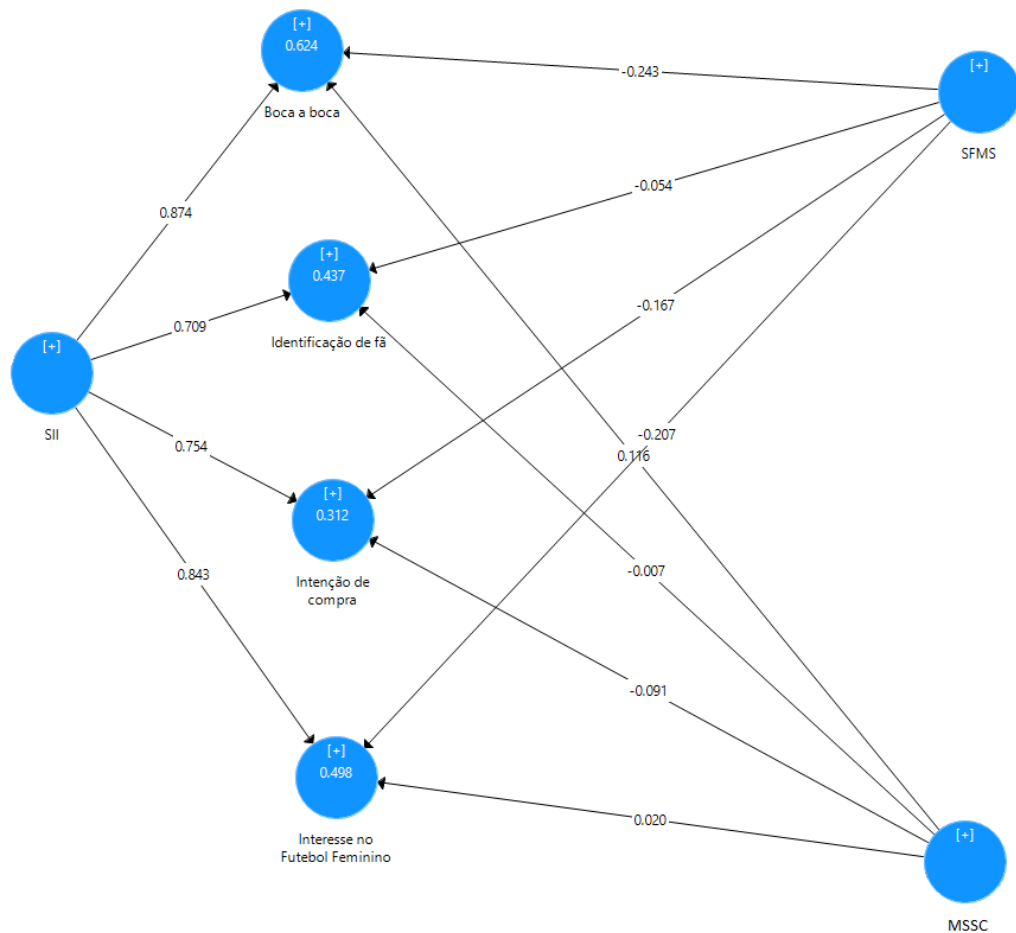 [+]
0.624
Boca a boca
-0.243
[+]
SFMS
-0.054
0.874
[+]
0.437
Identificação de fã
-0.167
0.709
[+]
SII
0.754
-0.207
0.116
[+]
0.312
Intenção de
compra
0.843
-0.007
-0.091
[+]
0.498
Interesse no
Futebol Feminino
0.020
[+]
MSSC